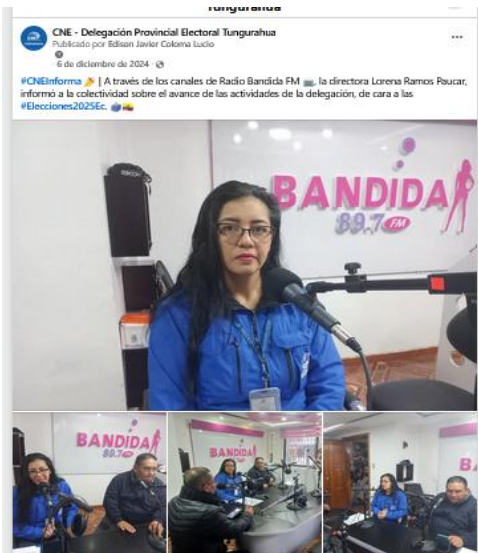 Tungurahua
CNE - Delegación Provincial Electoral Tungurahua
Publicado por Edison Javier Coloma Lucio
6 de diciembre de 2024
#CNEInforma 🎉 | A través de los canales de Radio Bandida FM 📻, la directora Lorena Ramos Paucar,
informó a la colectividad sobre el avance de las actividades de la delegación, de cara a las
#Elecciones2025Ec. 🗳️🇪🇨
BANDIDA
89.7 FM
BANDIDA
89.7
BANDIDA
B